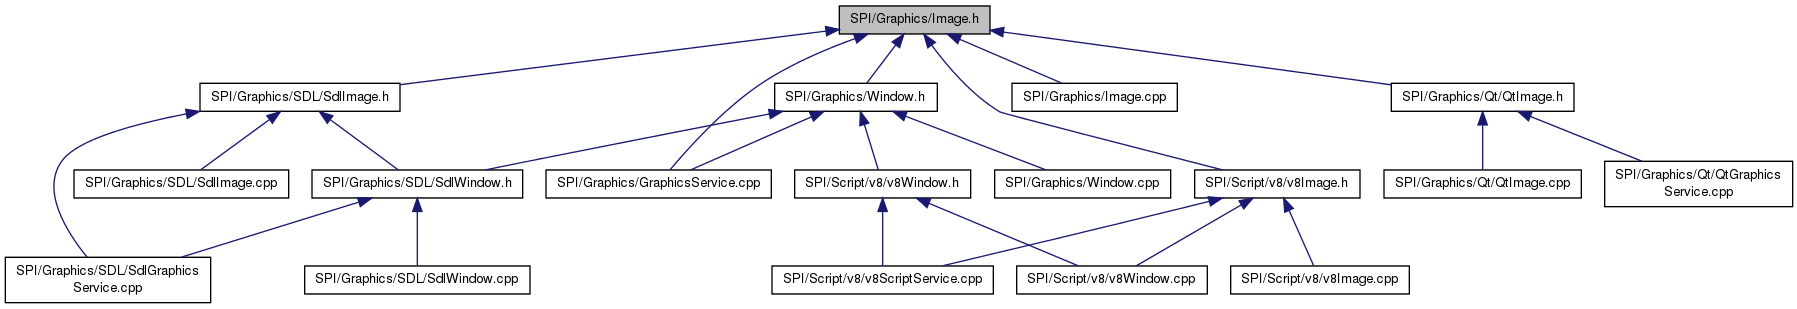 SPI/Graphics/Image.h
SPI/Graphics/SDL/SdlImage.h
SPI/Graphics/Window.h
SPI/Graphics/Image.cpp
SPI/Graphics/Qt/QtImage.h
SPI/Graphics/SDL/SdlImage.cpp
SPI/Graphics/SDL/SdlWindow.h
SPI/Graphics/GraphicsService.cpp
SPI/Script/v8/v8Window.h
SPI/Graphics/Window.cpp
SPI/Script/v8/v8Image.h
SPI/Graphics/Qt/QtImage.cpp
SPI/Graphics/Qt/QtGraphics
Service.cpp
SPI/Graphics/SDL/SdlGraphics
Service.cpp
SPI/Graphics/SDL/SdlWindow.cpp
SPI/Script/v8/v8ScriptService.cpp
SPI/Script/v8/v8Window.cpp
SPI/Script/v8/v8Image.cpp